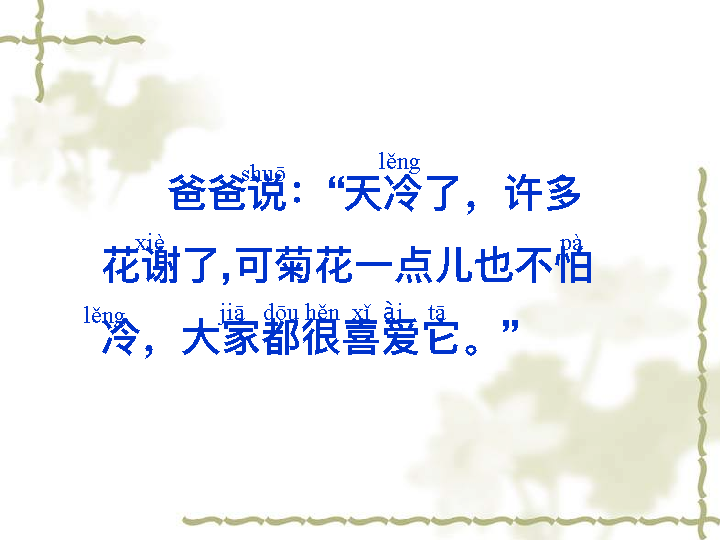 shuō lěng
爸爸说：“天冷了，许多
xiè pà
花谢了,可菊花一点儿也不怕
lěng jiā dōu hěn xǐ ài tā
冷，大家都很喜爱它。”